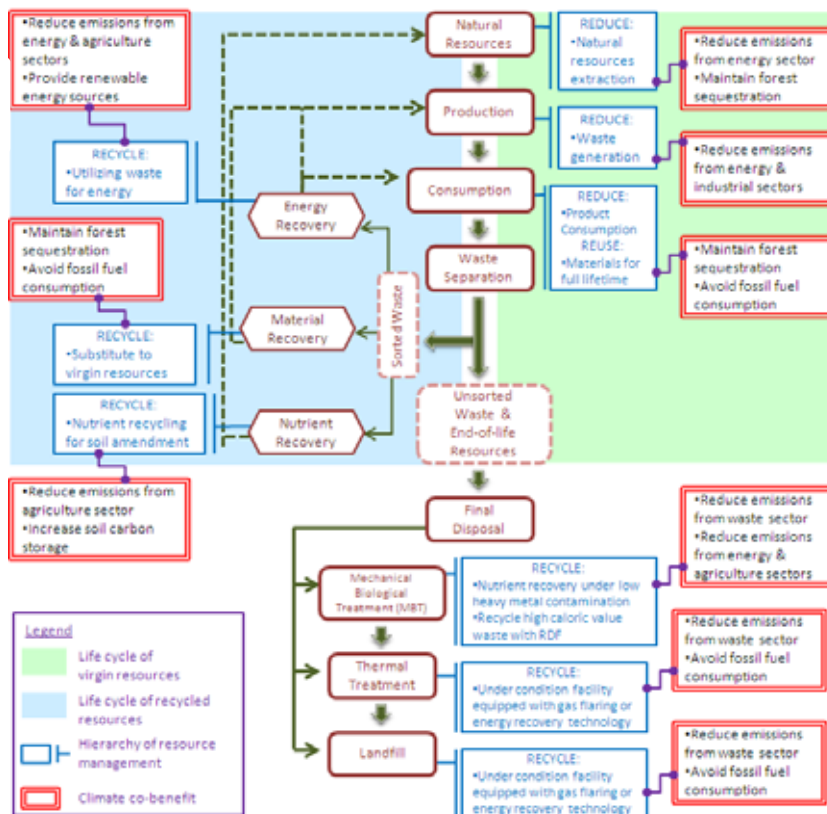 •Reduce emissions from
energy & agriculture
sectors
•Provide renewable
energy sources
RECYCLE:
•Utilizing waste
for energy
•Maintain forest
sequestration
•Avoid fossil fuel
consumption
RECYCLE:
•Substitute to
virgin resources
RECYCLE:
•Nutrient recycling
for soil amendment
•Reduce emissions from
agriculture sector
•Increase soil carbon
storage
Energy
Recovery
Material
Recovery
Nutrient
Recovery
Sorted Waste
Natural
Resources
Production
Consumption
Waste
Separation
Unsorted
Waste &
End-of-life
Resources
REDUCE:
•Natural
resources
extraction
REDUCE:
•Waste
generation
REDUCE:
•Product
Consumption
REUSE:
•Materials for
full lifetime
•Reduce emissions
from energy sector
•Maintain forest
sequestration
•Reduce emissions
from energy &
industrial sectors
•Maintain forest
sequestration
•Avoid fossil fuel
consumption
Final
Disposal
Mechanical
Biological
Treatment (MBT)
Thermal
Treatment
Landfill
RECYCLE:
•Nutrient recovery under low
heavy metal contamination
•Recycle high caloric value
waste with RDF
RECYCLE:
•Under condition facility
equipped with gas flaring or
energy recovery technology
RECYCLE:
•Under condition facility
equipped with gas flaring or
energy recovery technology
•Reduce emissions
from waste sector
•Reduce emissions
from energy &
agriculture sectors
•Reduce emissions
from waste sector
•Avoid fossil fuel
consumption
•Reduce emissions
from waste sector
•Avoid fossil fuel
consumption
Legend
Life cycle of
virgin resources
Life cycle of recycled
resources
Hierarchy of resource
management
Climate co-benefit